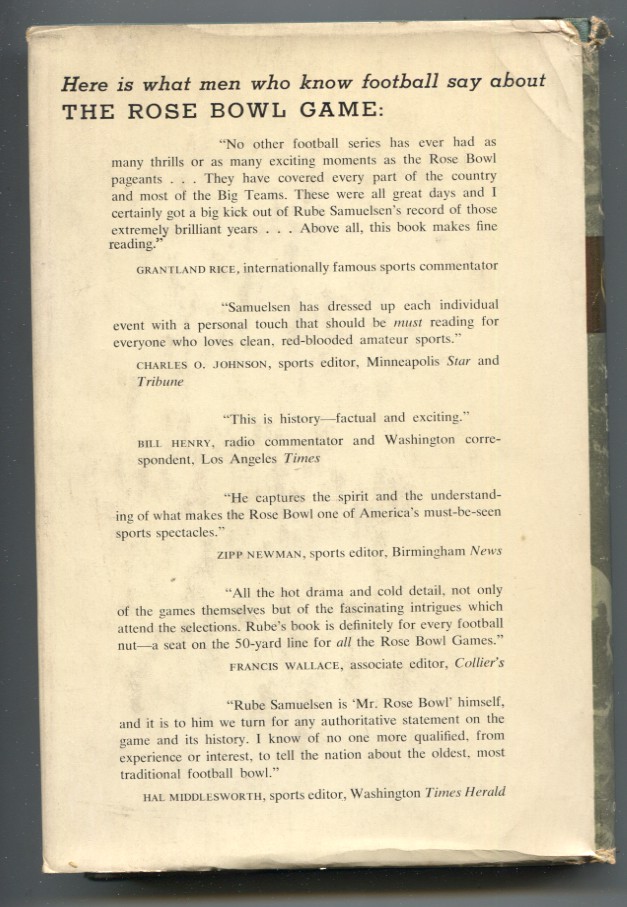 Here is what men who know football say about
THE ROSE BOWL GAME:
“No other football series has ever had as
many thrills or as many exciting moments as the Rose Bowl
pageants . . . They have covered every part of the country
and most of the Big Teams. These were all great days and I
certainly got a big kick out of Rube Samuelsen’s record of those
extremely brilliant years . . . Above all, this book makes fine
reading.”
GRANTLAND RICE, internationally famous sports commentator
“Samuelsen has dressed up each individual
event with a personal touch that should be must reading for
everyone who loves clean, red-blooded amateur sports.”
CHARLES O. JOHNSON, sports editor, Minneapolis Star and
Tribune
“This is history—factual and exciting.”
BILL HENRY, radio commentator and Washington corre-
spondent, Los Angeles Times
“He captures the spirit and the understand-
ing of what makes the Rose Bowl one of America’s must-be-seen
sports spectacles.”
ZIPP NEWMAN, sports editor, Birmingham News
“All the hot drama and cold detail, not only
of the games themselves but of the fascinating intrigues which
attend the selections. Rube’s book is definitely for every football
nut—a seat on the 50-yard line for all the Rose Bowl Games.”
FRANCIS WALLACE, associate editor, Collier’s
“Rube Samuelsen is ‘Mr. Rose Bowl’ himself,
and it is to him we turn for any authoritative statement on the
game and its history. I know of no one more qualified, from
experience or interest, to tell the nation about the oldest, most
traditional football bowl.”
HAL MIDDLESWORTH, sports editor, Washington Times Herald